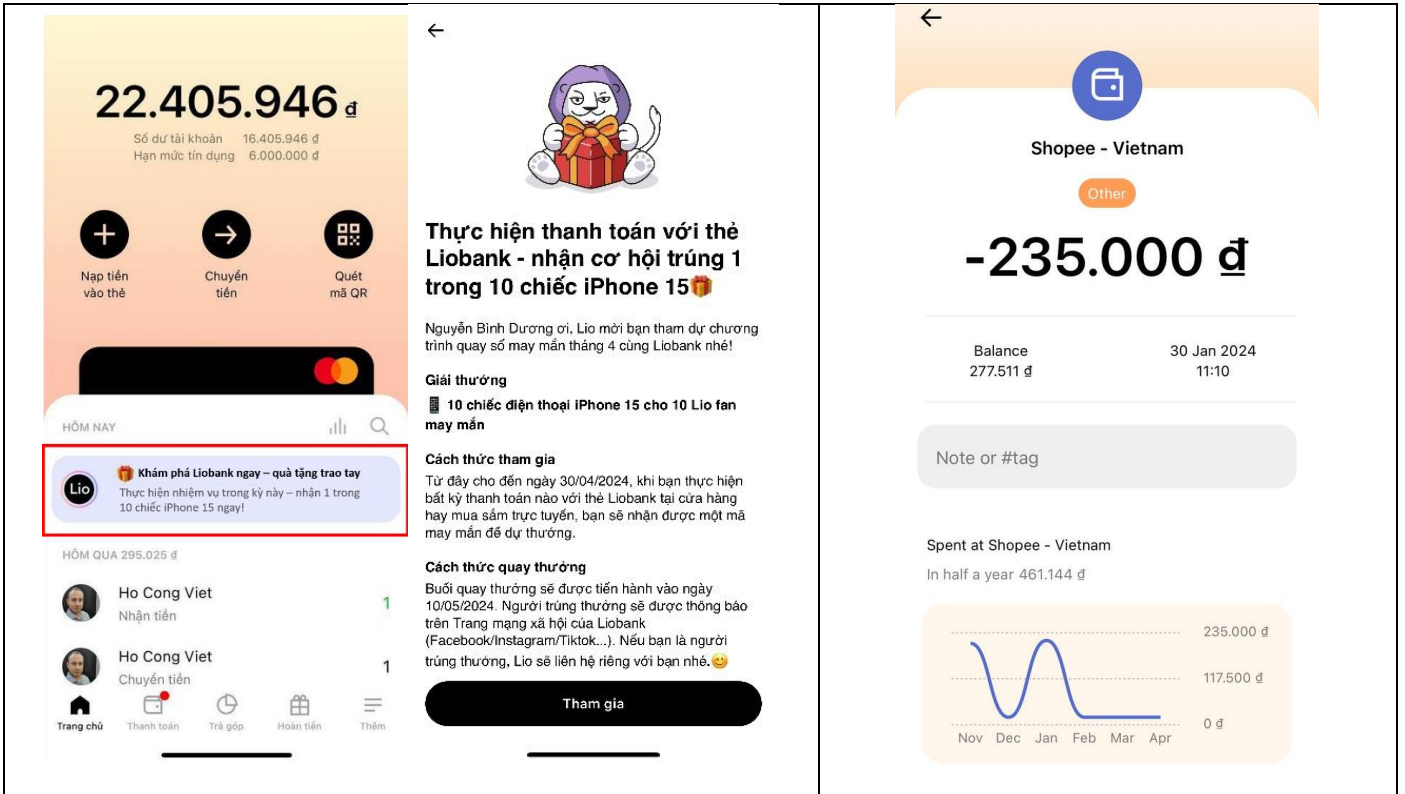 22.405.946 ₫
Số dư tài khoản 16.405.946 ₫
Hạn mức tín dụng 6.000.000 ₫
Nạp tiền
vào thẻ
Chuyển
tiền
Quét
mã QR
HÔM NAY
Lio
🎁 Khám phá Liobank ngay – quà tặng trao tay
Thực hiện nhiệm vụ trong kỳ này – nhận 1 trong
10 chiếc iPhone 15 ngay!
HÔM QUA 295.025 ₫
Ho Cong Viet
Nhận tiền
1
Ho Cong Viet
Chuyển tiền
1
Trang chủ
Thanh toán
Trả góp
Hoàn tiền
Thêm
Thực hiện thanh toán với thẻ
Liobank - nhận cơ hội trúng 1
trong 10 chiếc iPhone 15🎁
Nguyễn Bình Dương ơi, Lio mời bạn tham dự chương
trình quay số may mắn tháng 4 cùng Liobank nhé!
Giải thưởng
📱 10 chiếc điện thoại iPhone 15 cho 10 Lio fan
may mắn
Cách thức tham gia
Từ đây cho đến ngày 30/04/2024, khi bạn thực hiện
bất kỳ thanh toán nào với thẻ Liobank tại cửa hàng
hay mua sắm trực tuyến, bạn sẽ nhận được một mã
may mắn để dự thưởng.
Cách thức quay thưởng
Buổi quay thưởng sẽ được tiến hành vào ngày
10/05/2024. Người trúng thưởng sẽ được thông báo
trên Trang mạng xã hội của Liobank
(Facebook/Instagram/Tiktok...). Nếu bạn là người
trúng thưởng, Lio sẽ liên hệ riêng với bạn nhé.😊
Tham gia
Shopee - Vietnam
Other
-235.000 ₫
Balance
277.511 ₫
30 Jan 2024
11:10
Note or #tag
Spent at Shopee - Vietnam
In half a year 461.144 ₫
235.000 ₫
117.500 ₫
0 ₫
Nov Dec Jan Feb Mar Apr